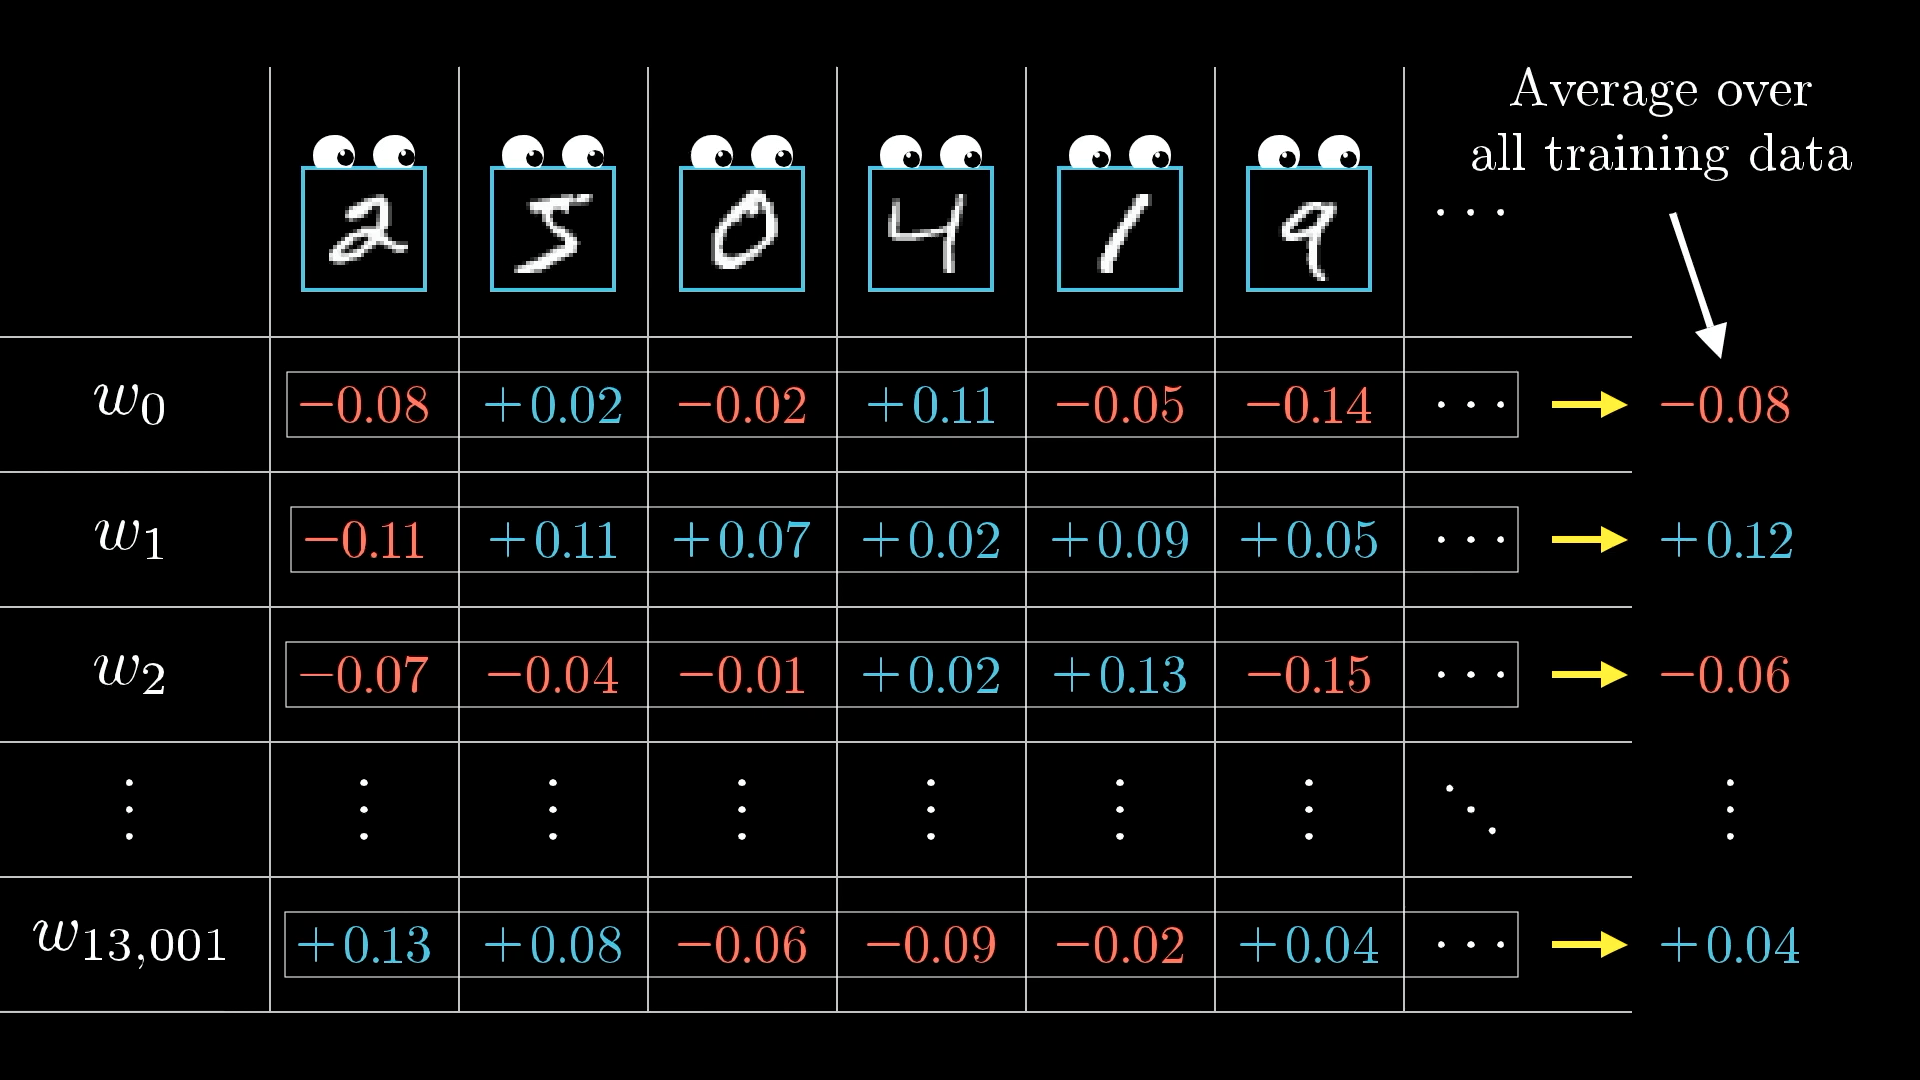 Average over
all training data
2 5 0 4 1 9 ...
w0 −0.08 +0.02 −0.02 +0.11 −0.05 −0.14 ... −0.08
w1 −0.11 +0.11 +0.07 +0.02 +0.09 +0.05 ... +0.12
w2 −0.07 −0.04 −0.01 +0.02 +0.13 −0.15 ... −0.06
w13,001 +0.13 +0.08 −0.06 −0.09 −0.02 +0.04 ... +0.04